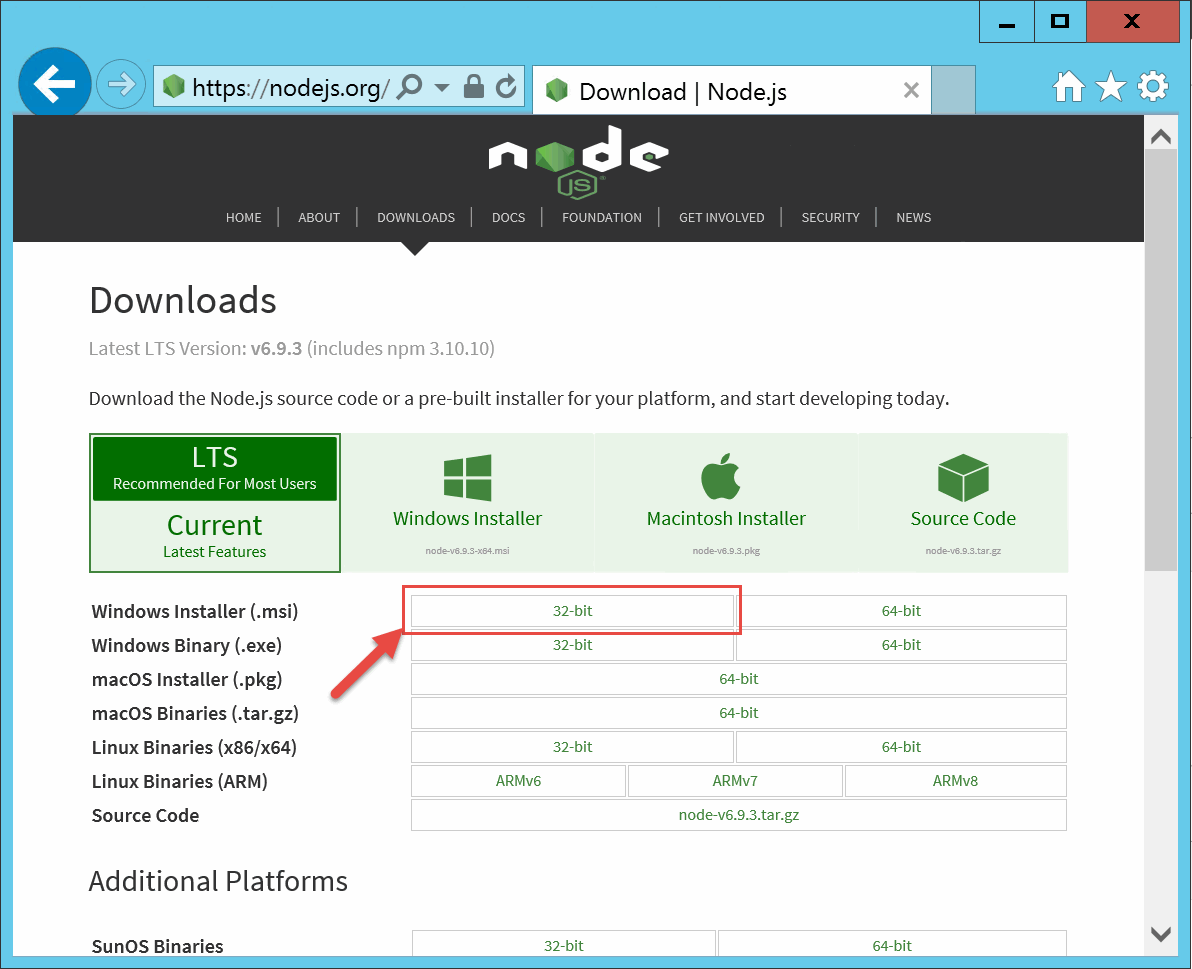 https://nodejs.org/
Download | Node.js
node
JS
HOME ABOUT DOWNLOADS DOCS FOUNDATION GET INVOLVED SECURITY NEWS
Downloads
Latest LTS Version: v6.9.3 (includes npm 3.10.10)
Download the Node.js source code or a pre-built installer for your platform, and start developing today.
LTS
Recommended For Most Users
Current
Latest Features
Windows Installer
node-v6.9.3-x64.msi
Macintosh Installer
node-v6.9.3.pkg
Source Code
node-v6.9.3.tar.gz
Windows Installer (.msi) 32-bit 64-bit
Windows Binary (.exe) 32-bit 64-bit
macOS Installer (.pkg) 64-bit
macOS Binaries (.tar.gz) 64-bit
Linux Binaries (x86/x64) 32-bit 64-bit
Linux Binaries (ARM) ARMv6 ARMv7 ARMv8
Source Code node-v6.9.3.tar.gz
Additional Platforms
SunOS Binaries 32-bit 64-bit